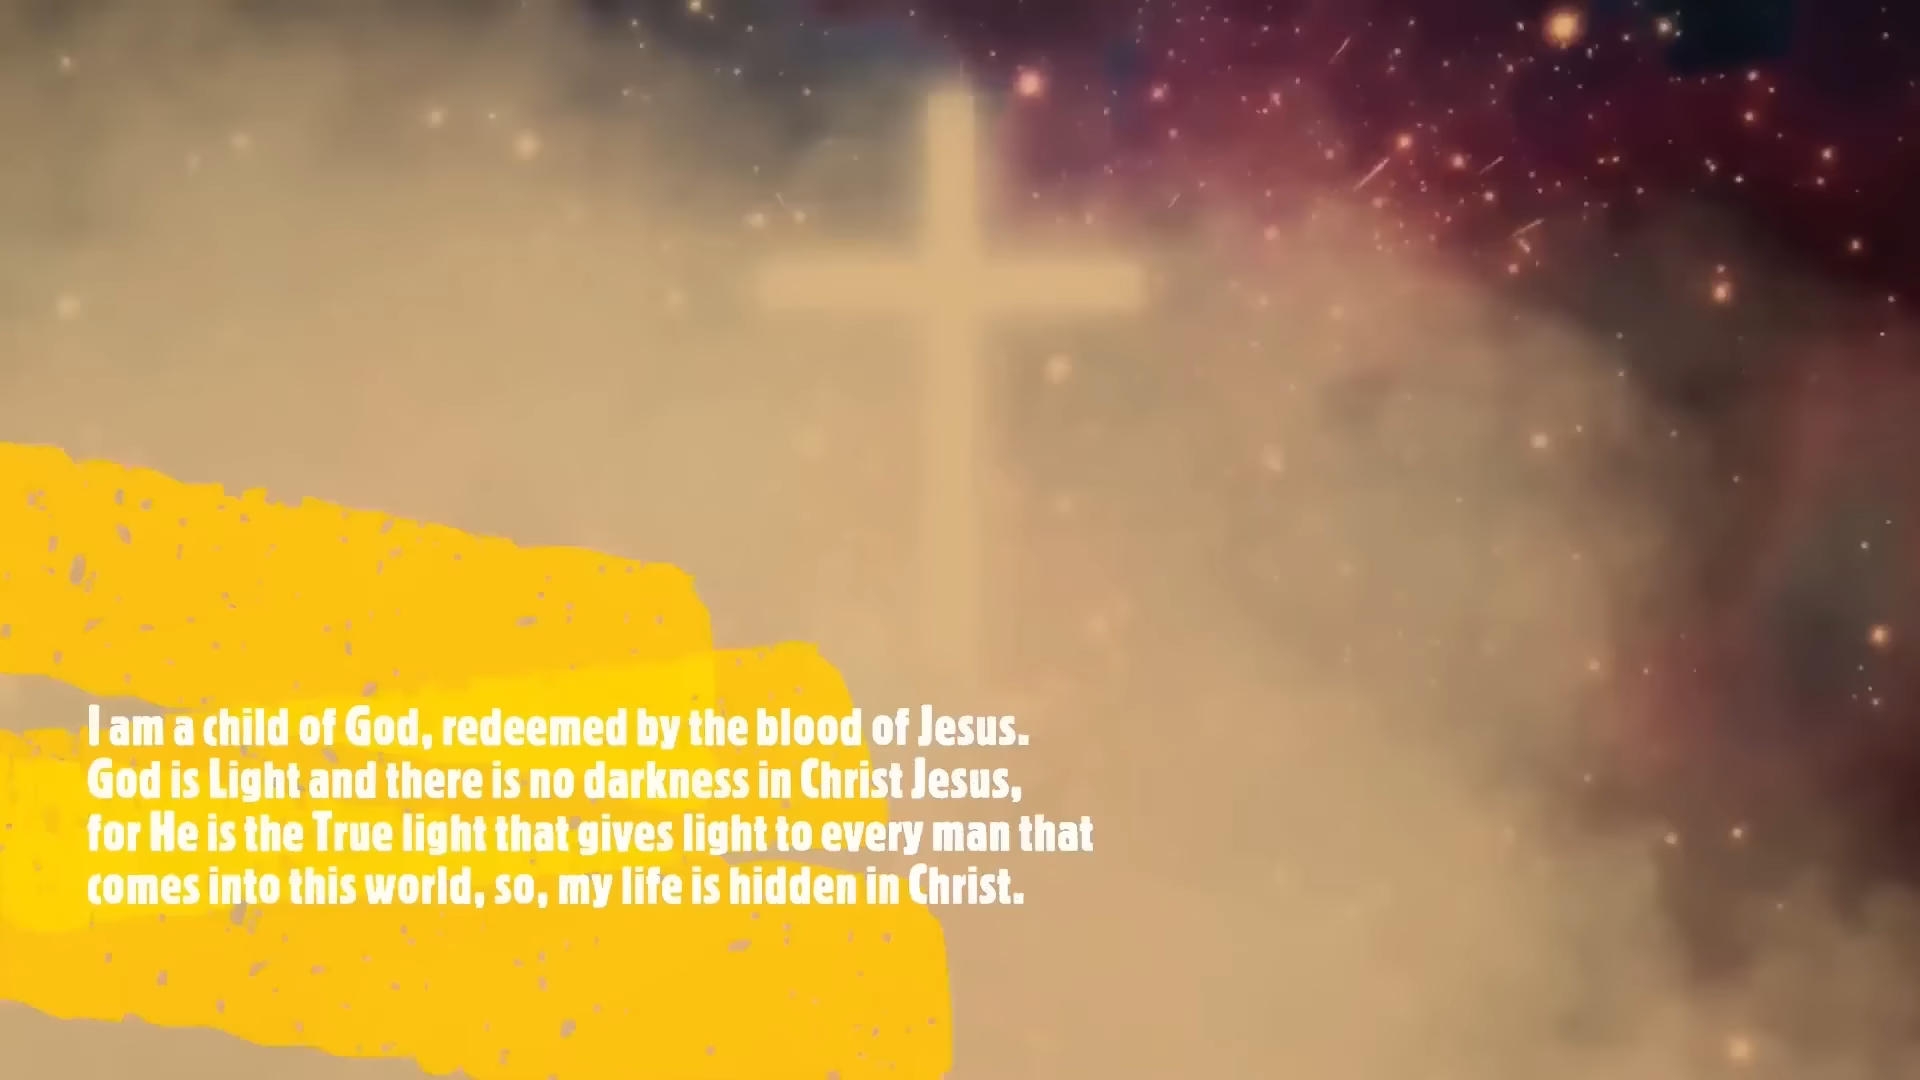 I am a child of God, redeemed by the blood of Jesus.
God is Light and there is no darkness in Christ Jesus,
for He is the True light that gives light to every man that
comes into this world, so, my life is hidden in Christ.